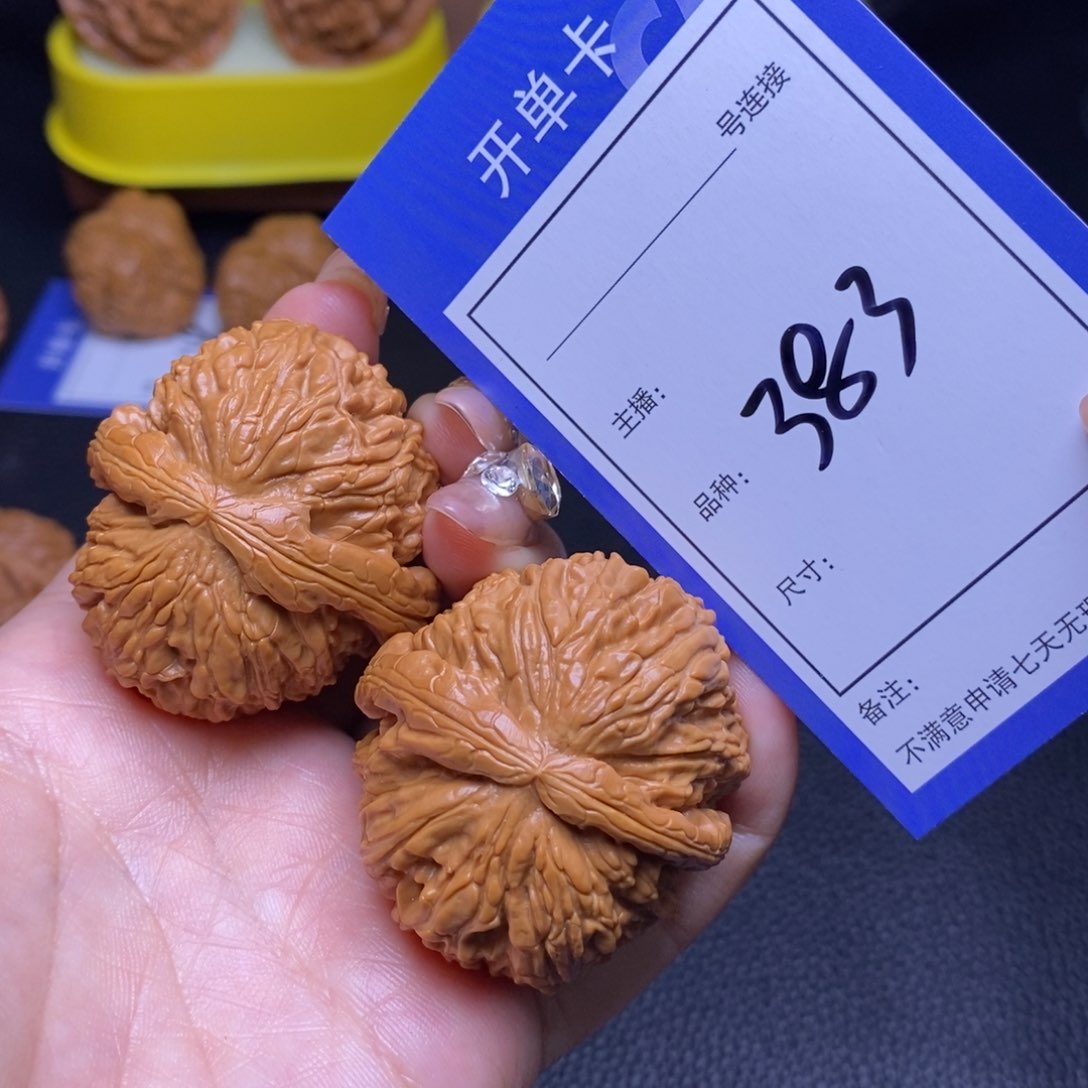 开单卡
号连接
主播：
383
品种：
尺寸：
备注：
不满意申请七天无